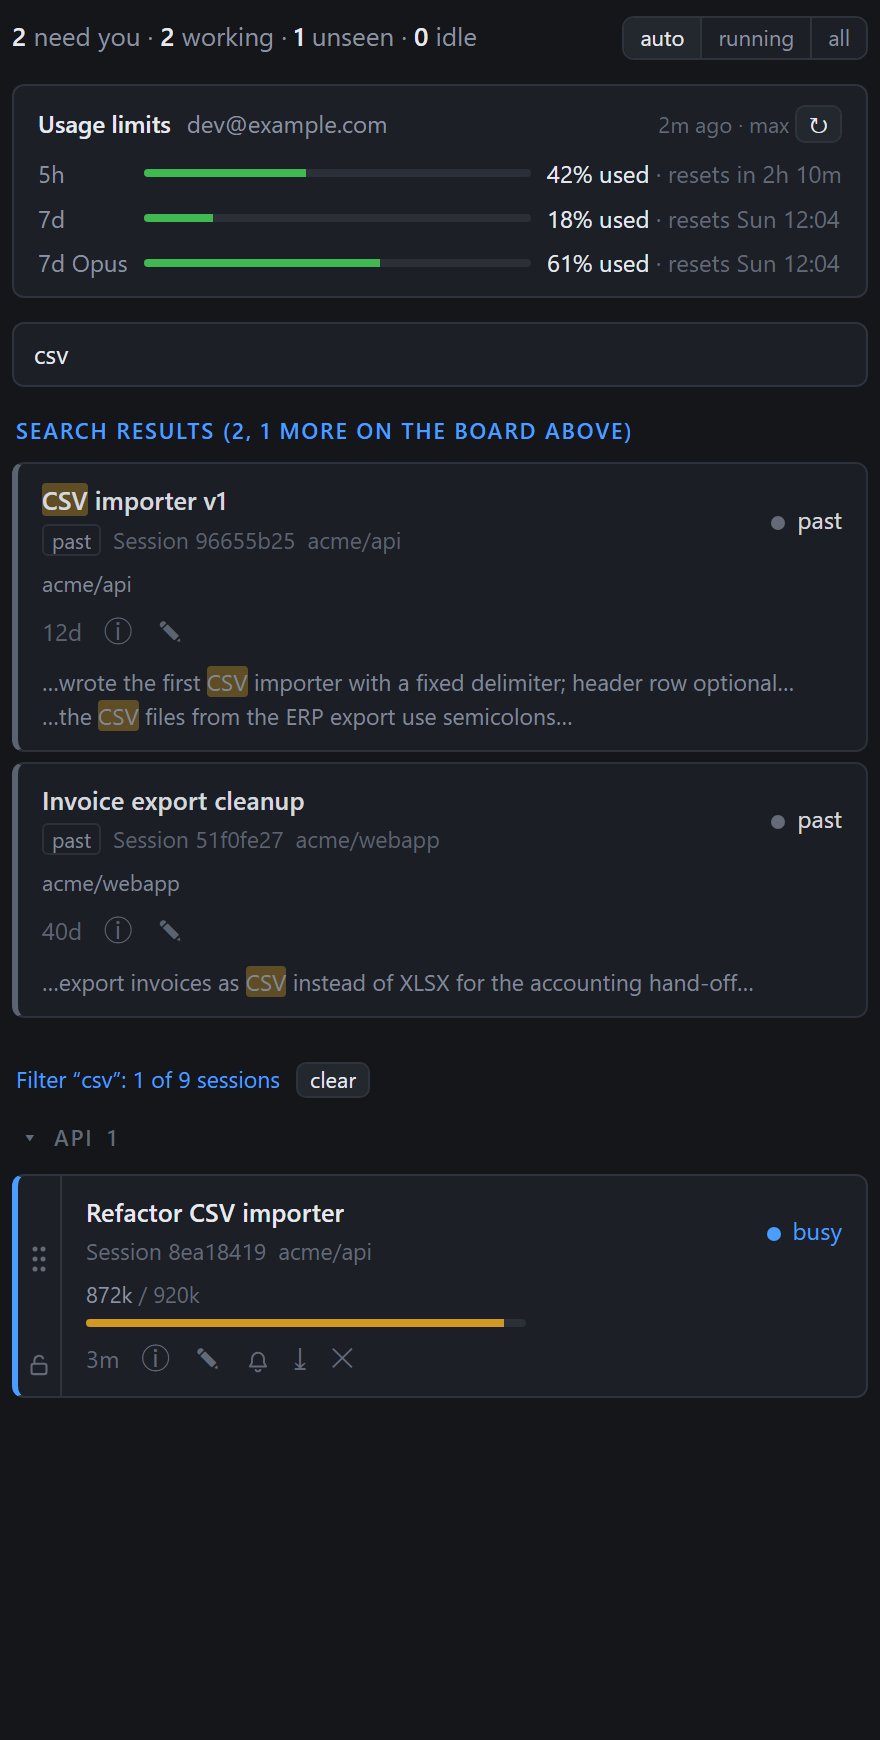 2 need you · 2 working · 1 unseen · 0 idle
auto running all
Usage limits dev@example.com 2m ago · max ↻
5h 42% used · resets in 2h 10m
7d 18% used · resets Sun 12:04
7d Opus 61% used · resets Sun 12:04
csv
SEARCH RESULTS (2, 1 MORE ON THE BOARD ABOVE)
CSV importer v1
past
past Session 96655b25 acme/api
acme/api
12d
...wrote the first CSV importer with a fixed delimiter; header row optional...
...the CSV files from the ERP export use semicolons...
Invoice export cleanup
past
past Session 51f0fe27 acme/webapp
acme/webapp
40d
...export invoices as CSV instead of XLSX for the accounting hand-off...
Filter “csv”: 1 of 9 sessions clear
API 1
Refactor CSV importer
busy
Session 8ea18419 acme/api
872k / 920k
3m